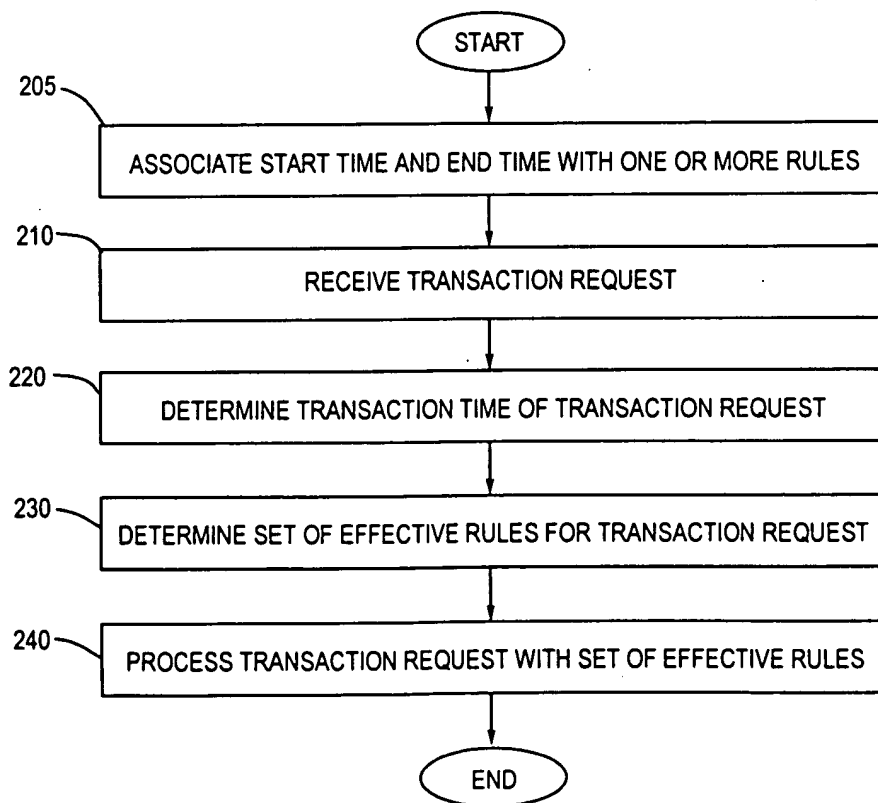 START
205
ASSOCIATE START TIME AND END TIME WITH ONE OR MORE RULES
210
RECEIVE TRANSACTION REQUEST
220
DETERMINE TRANSACTION TIME OF TRANSACTION REQUEST
230
DETERMINE SET OF EFFECTIVE RULES FOR TRANSACTION REQUEST
240
PROCESS TRANSACTION REQUEST WITH SET OF EFFECTIVE RULES
END